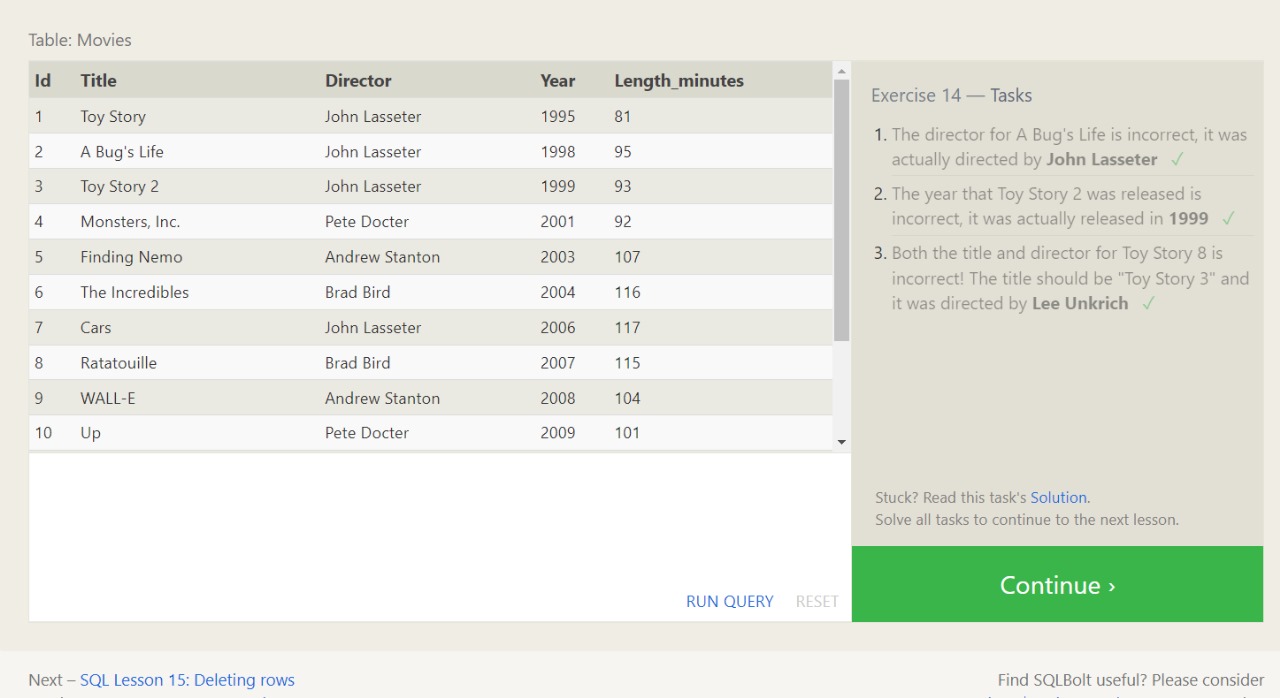 Table: Movies
Id Title Director Year Length_minutes
1 Toy Story John Lasseter 1995 81
2 A Bug's Life John Lasseter 1998 95
3 Toy Story 2 John Lasseter 1999 93
4 Monsters, Inc. Pete Docter 2001 92
5 Finding Nemo Andrew Stanton 2003 107
6 The Incredibles Brad Bird 2004 116
7 Cars John Lasseter 2006 117
8 Ratatouille Brad Bird 2007 115
9 WALL-E Andrew Stanton 2008 104
10 Up Pete Docter 2009 101
RUN QUERY RESET
Exercise 14 — Tasks
1. The director for A Bug's Life is incorrect, it was
actually directed by John Lasseter ✓
2. The year that Toy Story 2 was released is
incorrect, it was actually released in 1999 ✓
3. Both the title and director for Toy Story 8 is
incorrect! The title should be "Toy Story 3" and
it was directed by Lee Unkrich ✓
Stuck? Read this task's Solution.
Solve all tasks to continue to the next lesson.
Continue ›
Next – SQL Lesson 15: Deleting rows
Find SQLBolt useful? Please consider